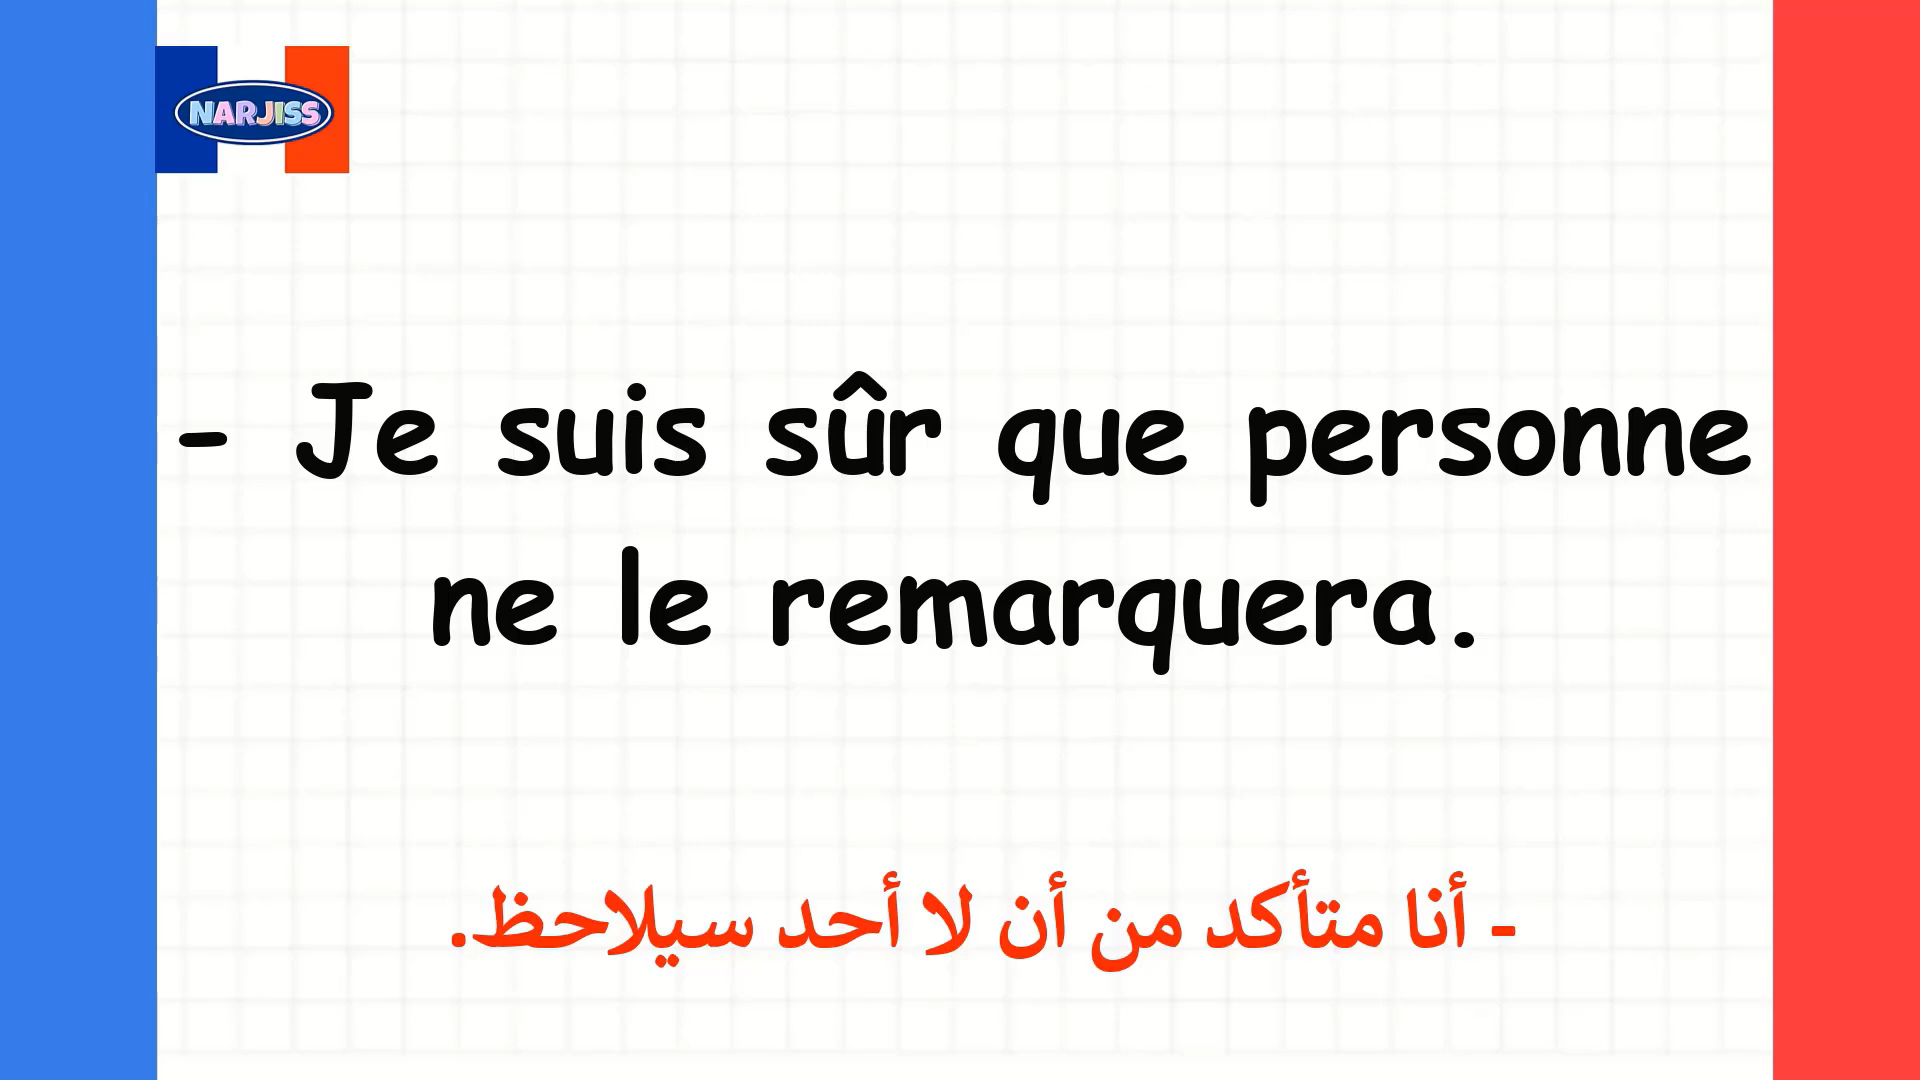 NARJISS
- Je suis sûr que personne
ne le remarquera.
- أنا متأكد من أن لا أحد سيلاحظ.